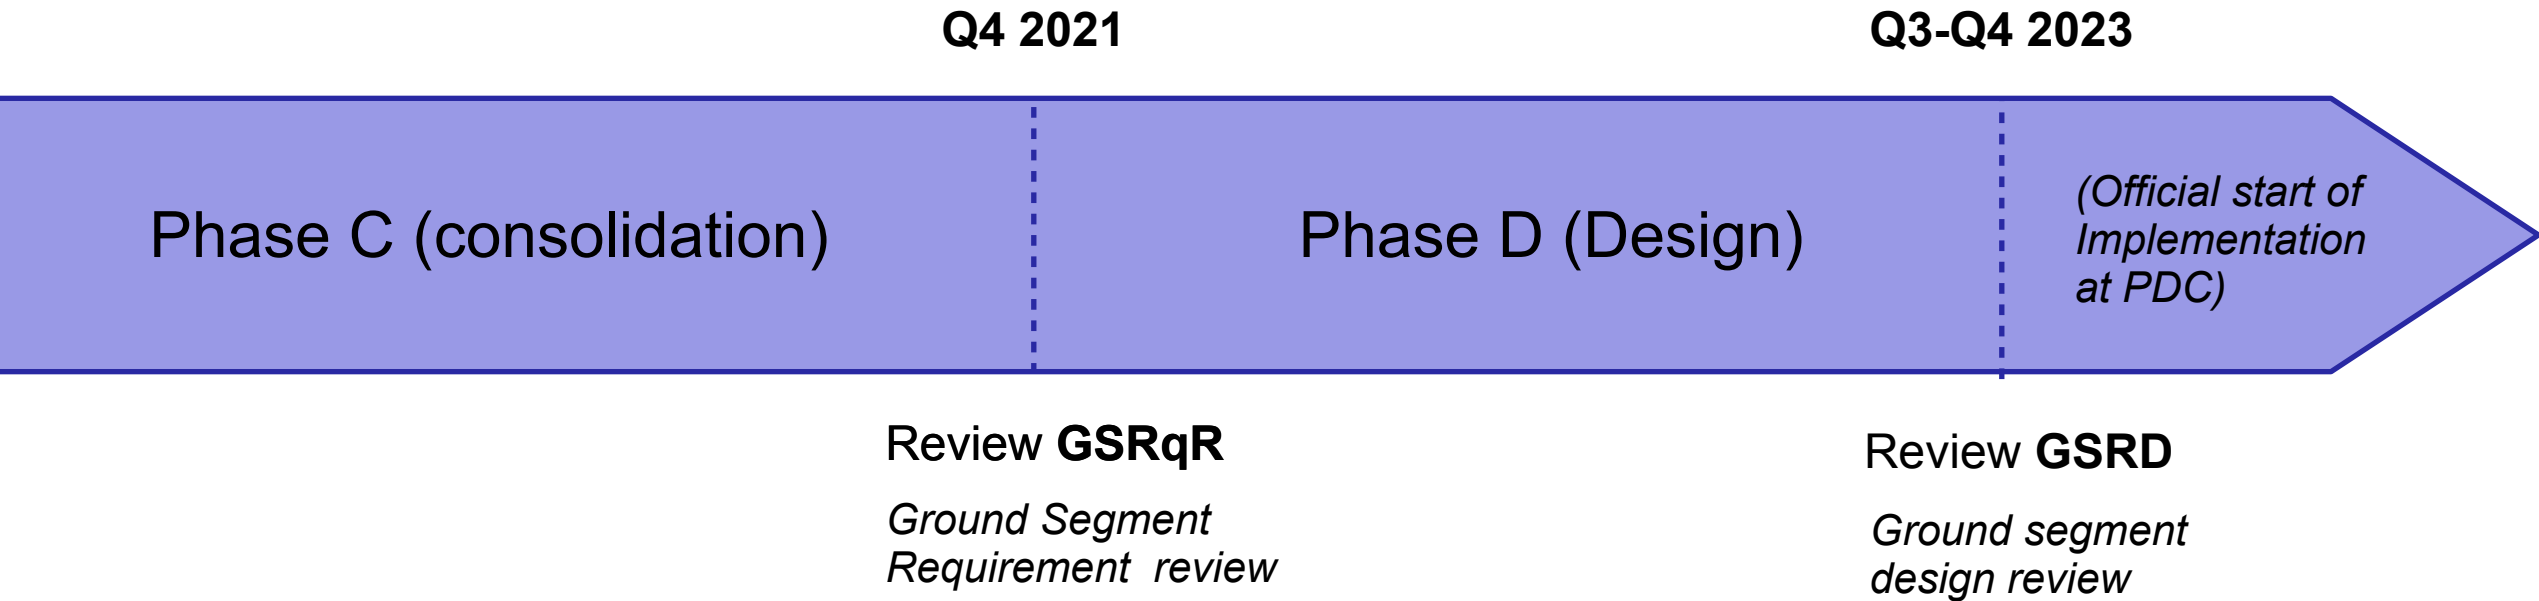 Q4 2021
Q3-Q4 2023
Phase C (consolidation)
Phase D (Design)
(Official start of
Implementation
at PDC)
Review GSRqR
Ground Segment
Requirement  review
Review GSRD
Ground segment
design review